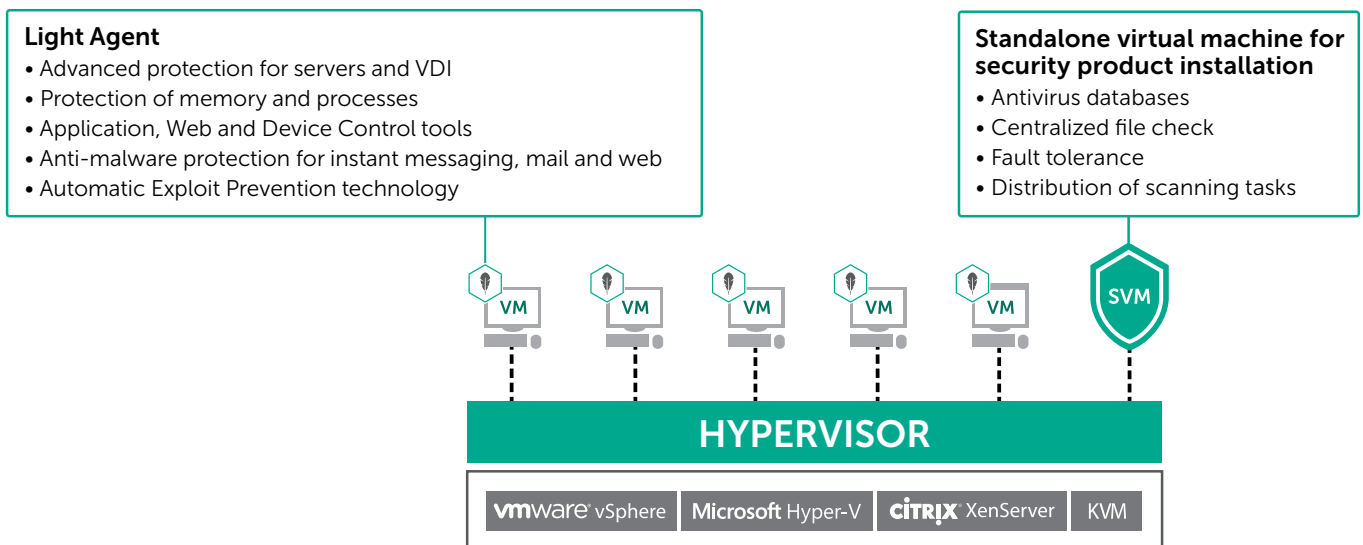 Light Agent
• Advanced protection for servers and VDI
• Protection of memory and processes
• Application, Web and Device Control tools
• Anti-malware protection for instant messaging, mail and web
• Automatic Exploit Prevention technology
Standalone virtual machine for
security product installation
• Antivirus databases
• Centralized file check
• Fault tolerance
• Distribution of scanning tasks
VM
VM
VM
VM
VM
SVM
HYPERVISOR
vmware® vSphere
Microsoft Hyper-V
CİTRIX® XenServer
KVM